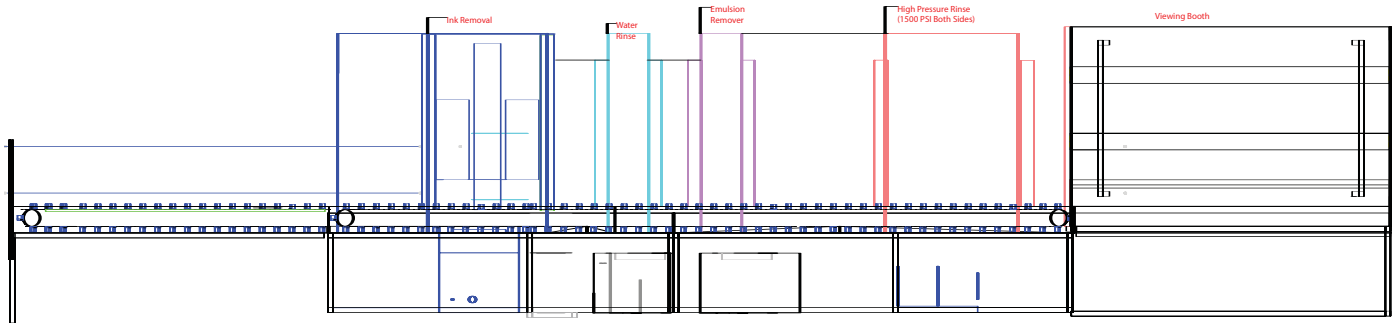 Ink Removal
Water
Rinse
Emulsion
Remover
High Pressure Rinse
(1500 PSI Both Sides)
Viewing Booth